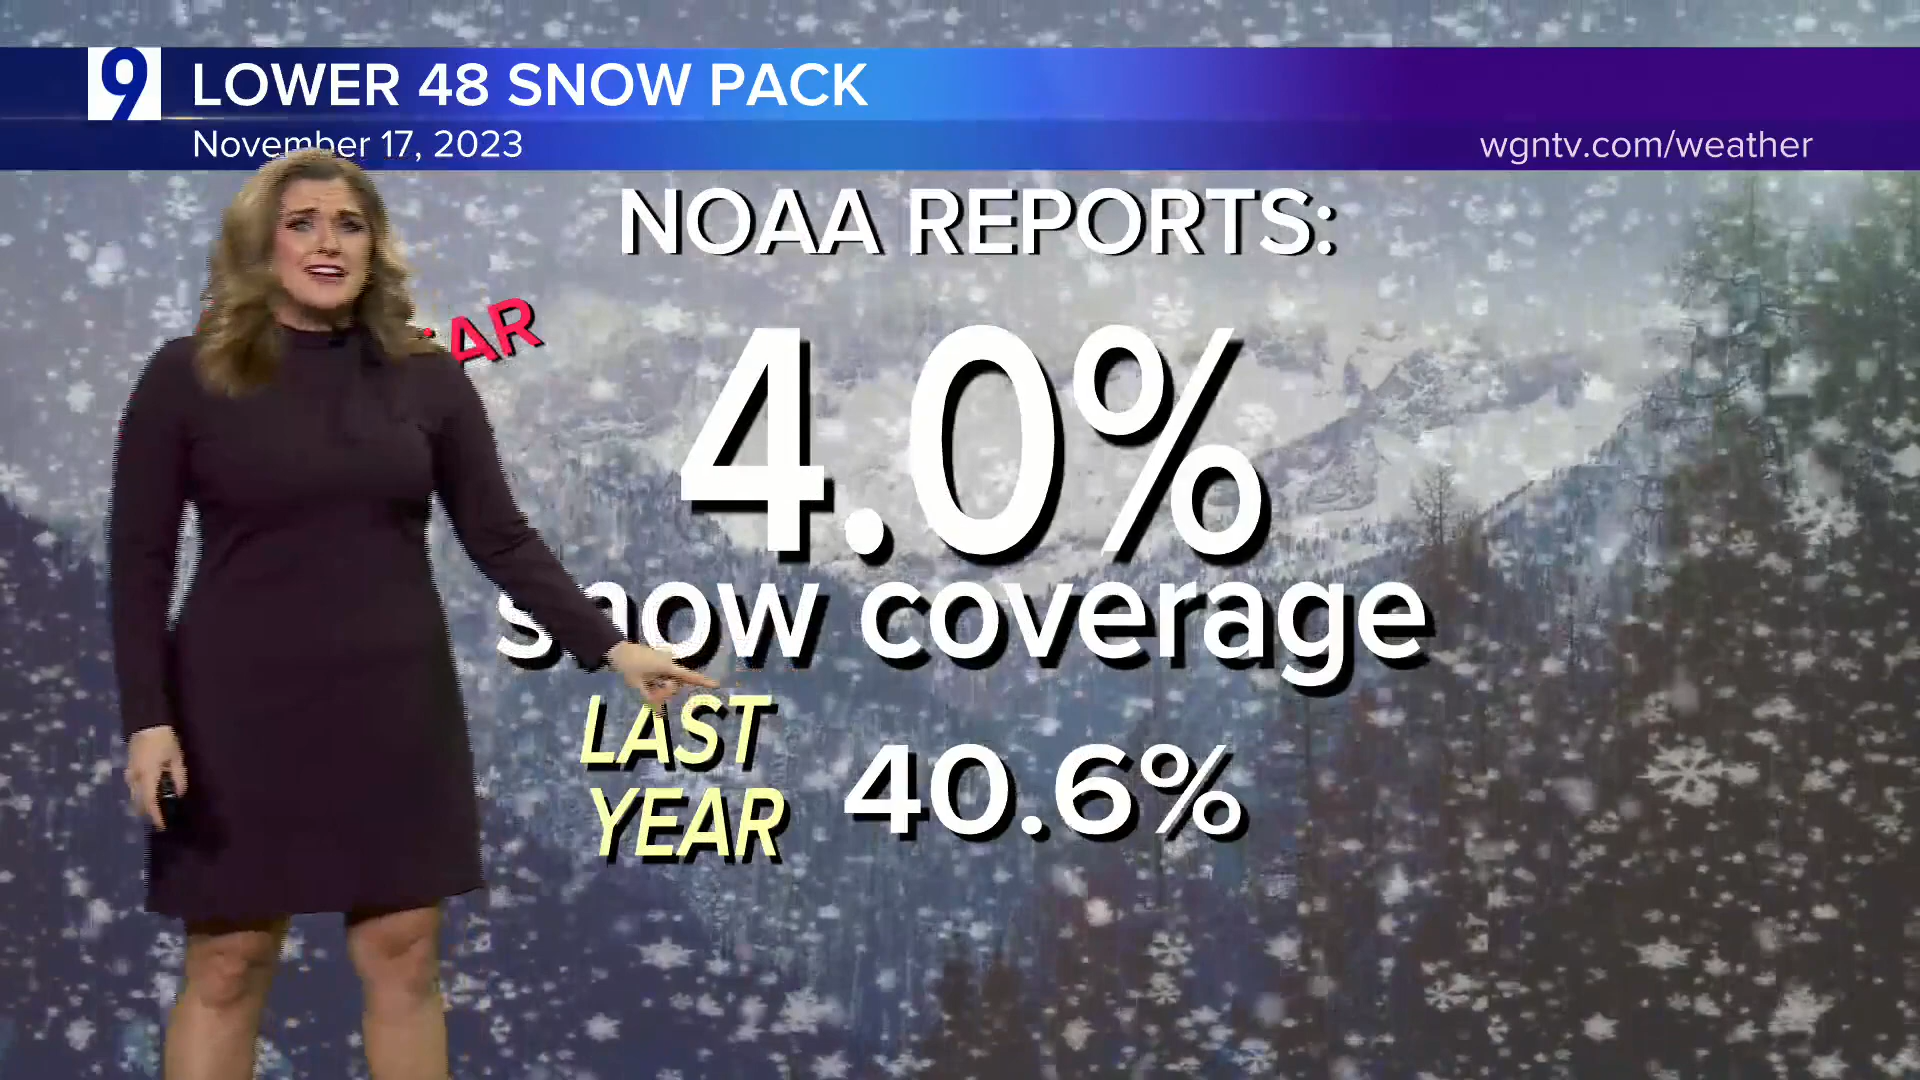 9
LOWER 48 SNOW PACK
November 17, 2023
wgntv.com/weather
NOAA REPORTS:
4.0%
snow coverage
LAST
YEAR
40.6%